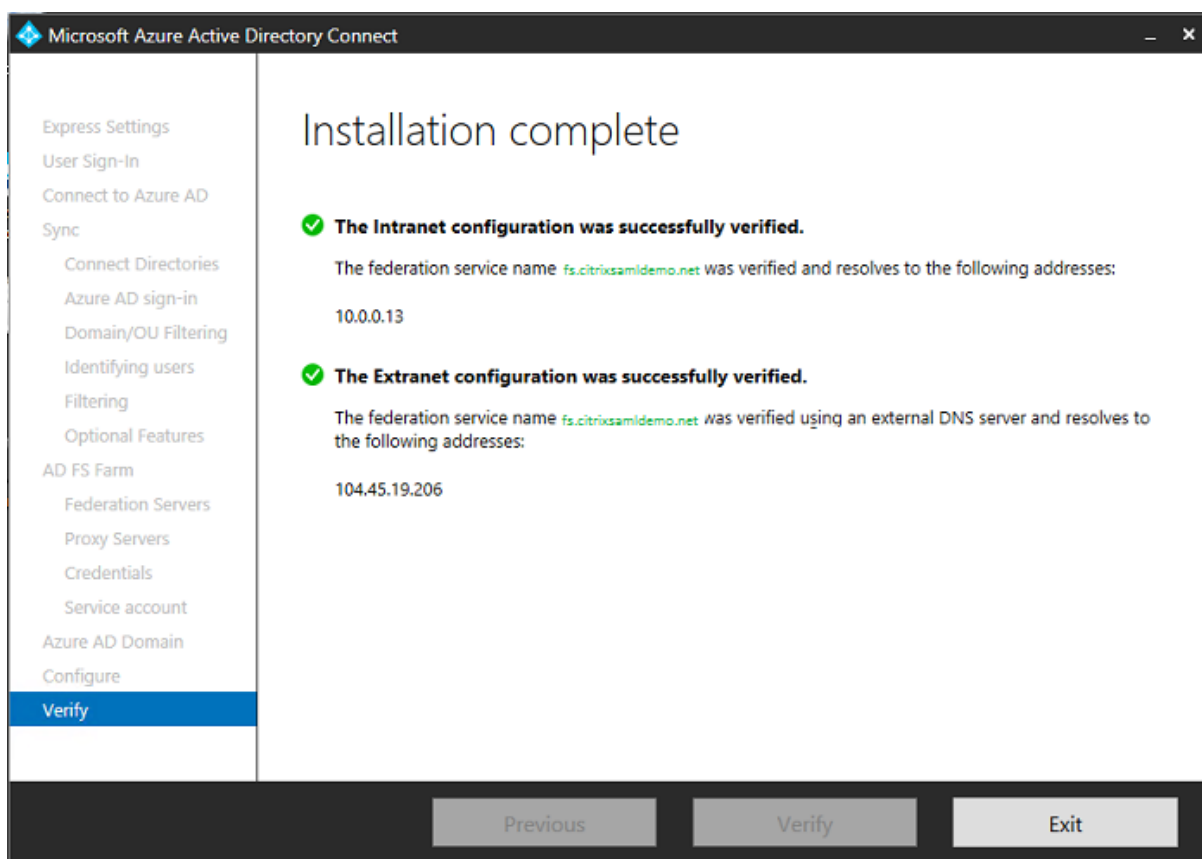 Microsoft Azure Active Directory Connect
Express Settings
User Sign-In
Connect to Azure AD
Sync
Connect Directories
Azure AD sign-in
Domain/OU Filtering
Identifying users
Filtering
Optional Features
AD FS Farm
Federation Servers
Proxy Servers
Credentials
Service account
Azure AD Domain
Configure
Verify
Installation complete
The Intranet configuration was successfully verified.
The federation service name fs.citrixsamldemo.net was verified and resolves to the following addresses:
10.0.0.13
The Extranet configuration was successfully verified.
The federation service name fs.citrixsamldemo.net was verified using an external DNS server and resolves to
the following addresses:
104.45.19.206
Previous
Verify
Exit